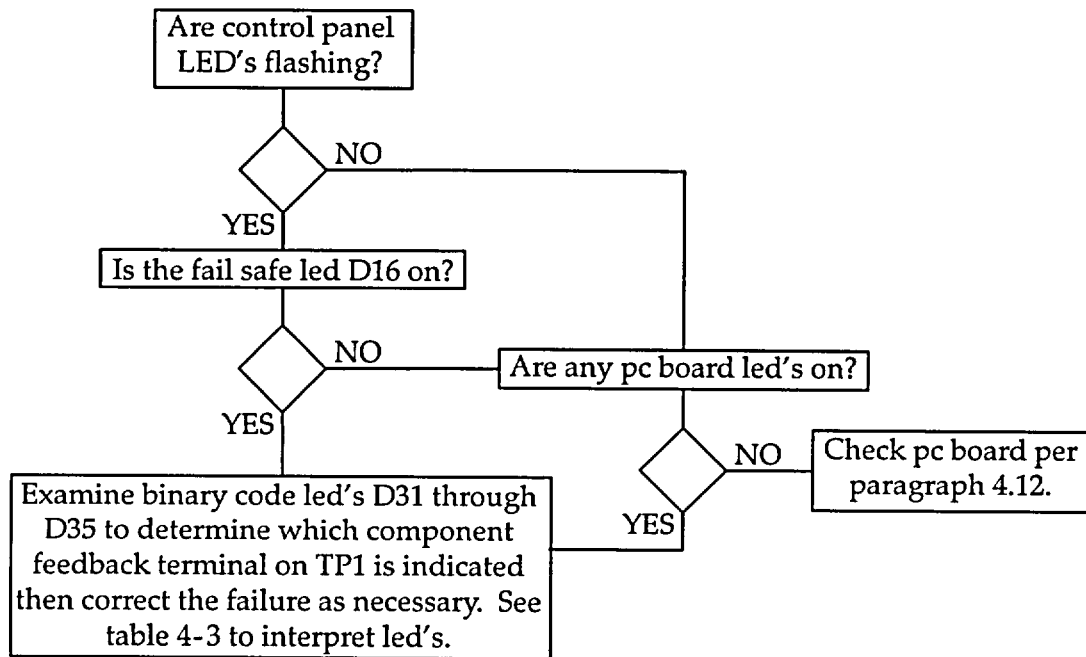 Are control panel
LED's flashing?
NO
YES
Is the fail safe led D16 on?
NO
Are any pc board led's on?
YES
NO
Check pc board per
paragraph 4.12.
YES
Examine binary code led's D31 through
D35 to determine which component
feedback terminal on TP1 is indicated
then correct the failure as necessary. See
table 4-3 to interpret led's.